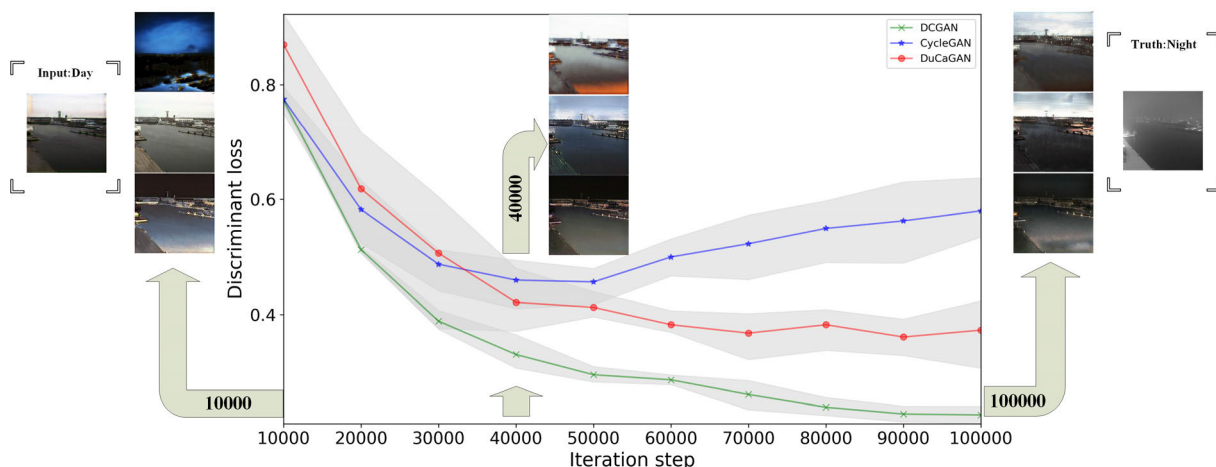 Input:Day
DCGAN
CycleGAN
DuCaGAN
Truth:Night
0.8
0.6
0.4
Discriminant loss
40000
10000
100000
10000 20000 30000 40000 50000 60000 70000 80000 90000 100000
Iteration step